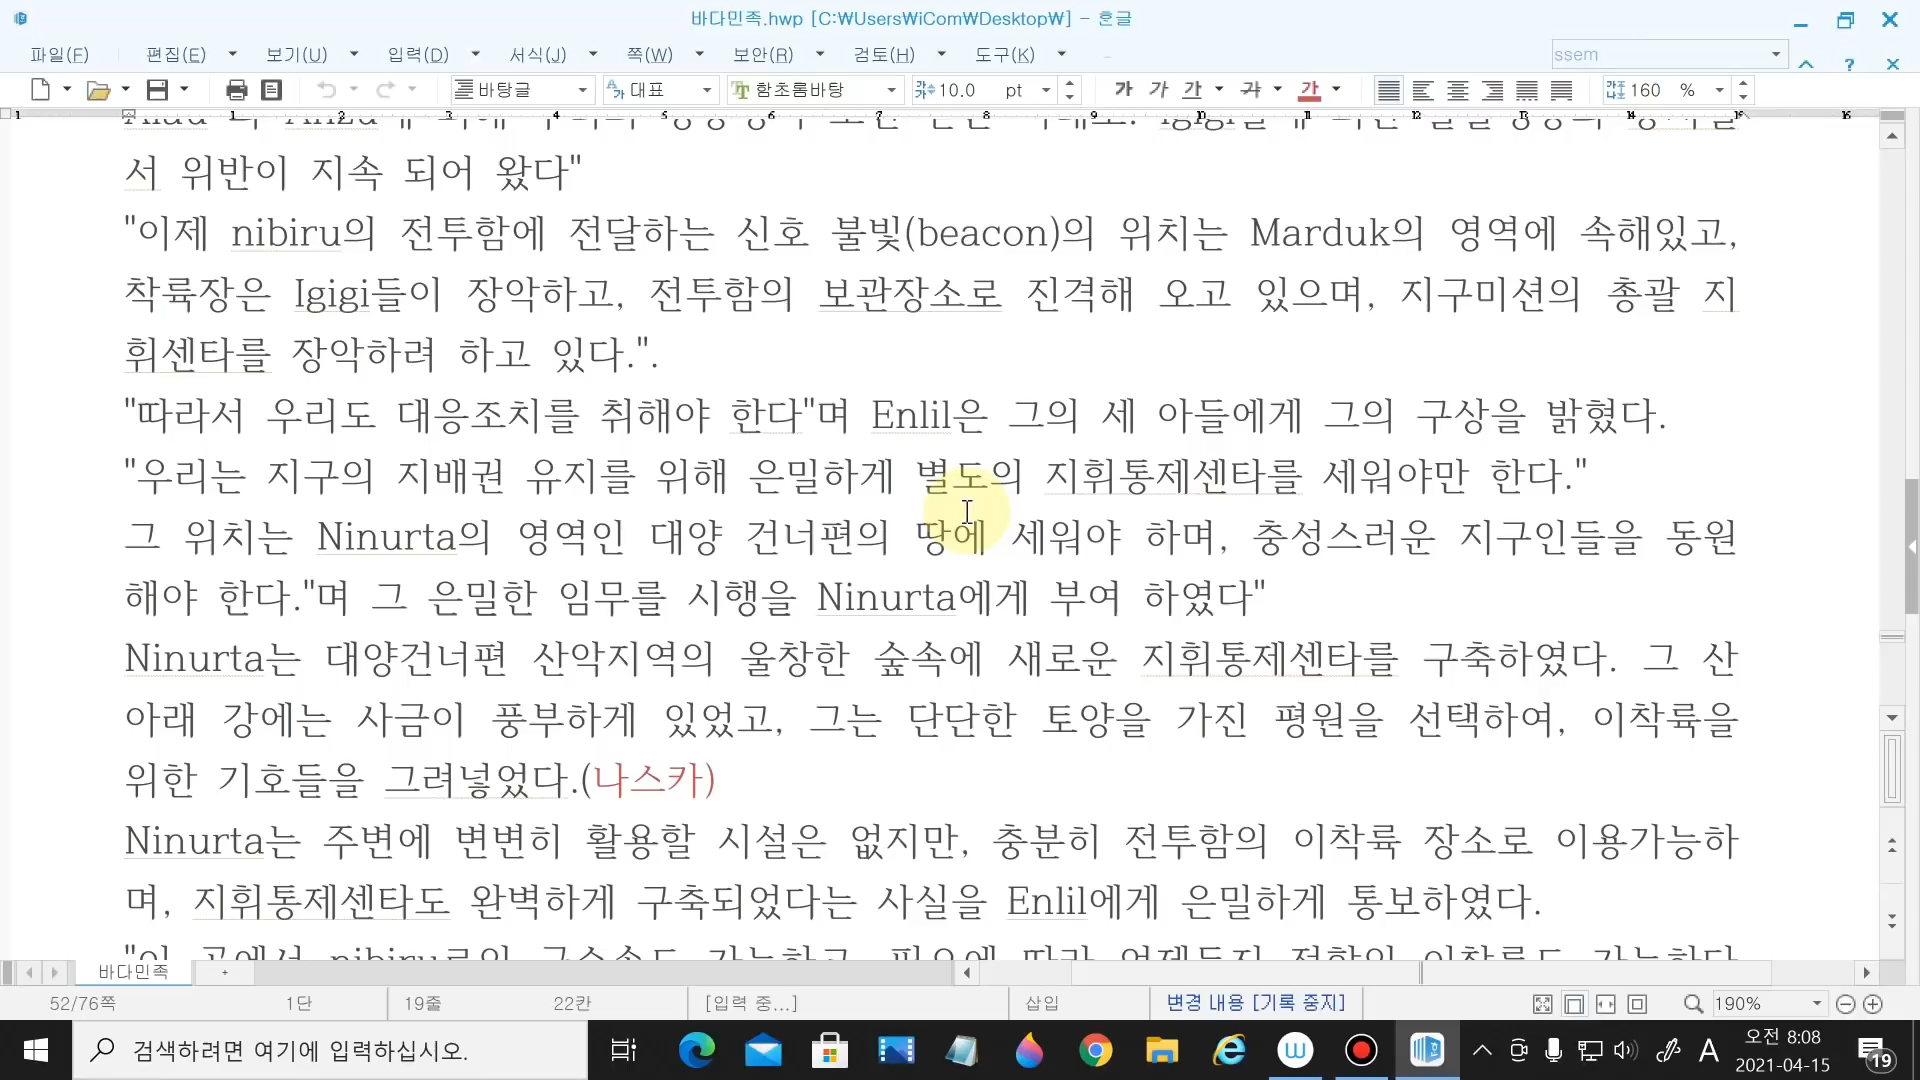 바다민족.hwp [C:₩Users₩iCom₩Desktop₩] - 흔글
파일(F) 편집(E) 보기(U) 입력(D) 서식(J) 쪽(W) 보안(R) 검토(H) 도구(K) ssem
바탕글 대표 함초롬바탕 10.0 pt 가 가 가 가 가 160 %
서 위반이 지속 되어 왔다"
"이제 nibiru의 전투함에 전달하는 신호 불빛(beacon)의 위치는 Marduk의 영역에 속해있고,
착륙장은 Igigi들이 장악하고, 전투함의 보관장소로 진격해 오고 있으며, 지구미션의 총괄 지
휘센타를 장악하려 하고 있다.".
"따라서 우리도 대응조치를 취해야 한다"며 Enlil은 그의 세 아들에게 그의 구상을 밝혔다.
"우리는 지구의 지배권 유지를 위해 은밀하게 별도의 지휘통제센타를 세워야만 한다."
그 위치는 Ninurta의 영역인 대양 건너편의 땅에 세워야 하며, 충성스러운 지구인들을 동원
해야 한다."며 그 은밀한 임무를 시행을 Ninurta에게 부여 하였다"
Ninurta는 대양건너편 산악지역의 울창한 숲속에 새로운 지휘통제센타를 구축하였다. 그 산
아래 강에는 사금이 풍부하게 있었고, 그는 단단한 토양을 가진 평원을 선택하여, 이착륙을
위한 기호들을 그려넣었다.(나스카)
Ninurta는 주변에 변변히 활용할 시설은 없지만, 충분히 전투함의 이착륙 장소로 이용가능하
며, 지휘통제센타도 완벽하게 구축되었다는 사실을 Enlil에게 은밀하게 통보하였다.
바다민족
52/76쪽 1단 19줄 22칸 [입력 중...] 삽입 변경 내용 [기록 중지] 190%
검색하려면 여기에 입력하십시오. A 오전 8:08
2021-04-15 19